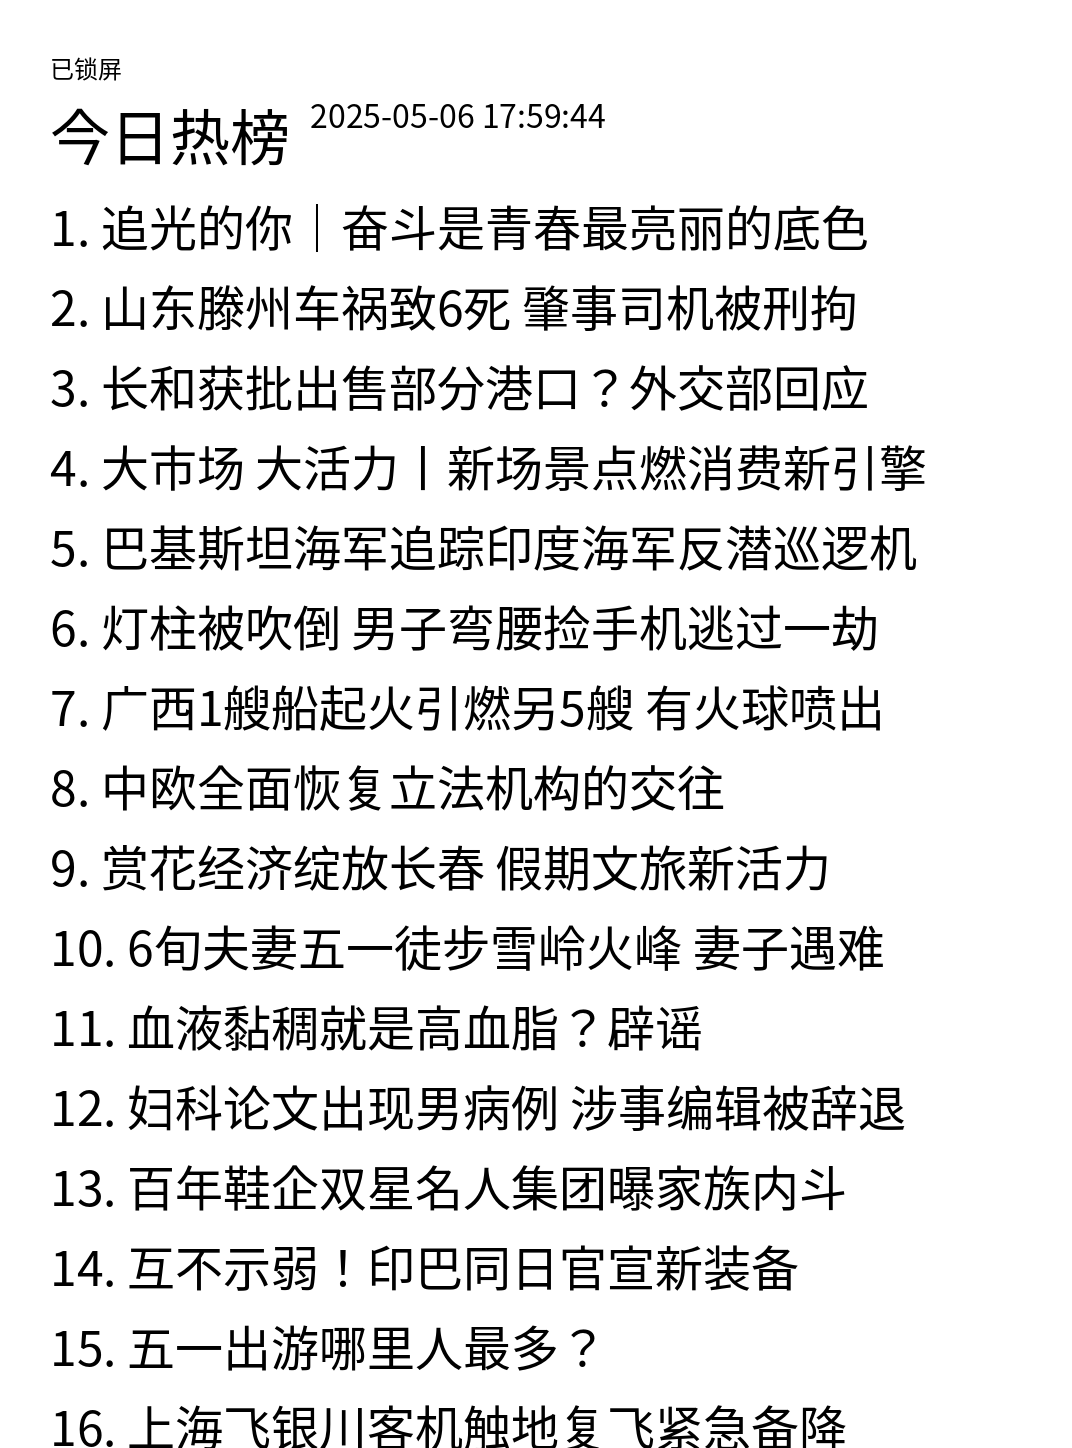 已锁屏
今日热榜 2025-05-06 17:59:44
1. 追光的你｜奋斗是青春最亮丽的底色
2. 山东滕州车祸致6死 肇事司机被刑拘
3. 长和获批出售部分港口？外交部回应
4. 大市场 大活力丨新场景点燃消费新引擎
5. 巴基斯坦海军追踪印度海军反潜巡逻机
6. 灯柱被吹倒 男子弯腰捡手机逃过一劫
7. 广西1艘船起火引燃另5艘 有火球喷出
8. 中欧全面恢复立法机构的交往
9. 赏花经济绽放长春 假期文旅新活力
10. 6旬夫妻五一徒步雪岭火峰 妻子遇难
11. 血液黏稠就是高血脂？辟谣
12. 妇科论文出现男病例 涉事编辑被辞退
13. 百年鞋企双星名人集团曝家族内斗
14. 互不示弱！印巴同日官宣新装备
15. 五一出游哪里人最多？
16. 上海飞银川客机触地复飞紧急备降